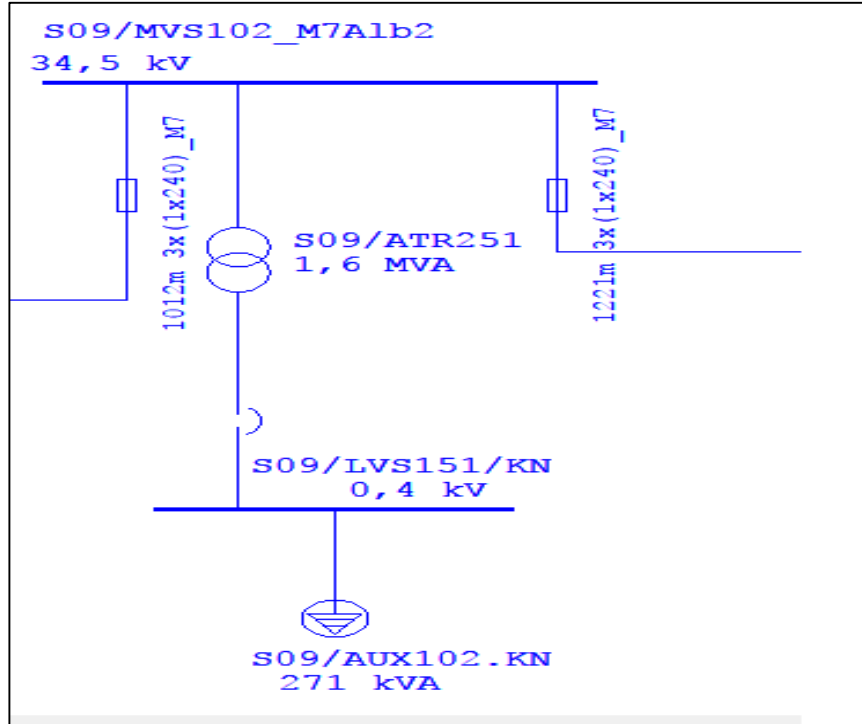 S09/MVS102_M7Alb2
34,5 kV
1012m 3x(1x240)_M7
S09/ATR251
1,6 MVA
1221m 3x(1x240)_M7
S09/LVS151/KN
0,4 kV
S09/AUX102.KN
271 kVA